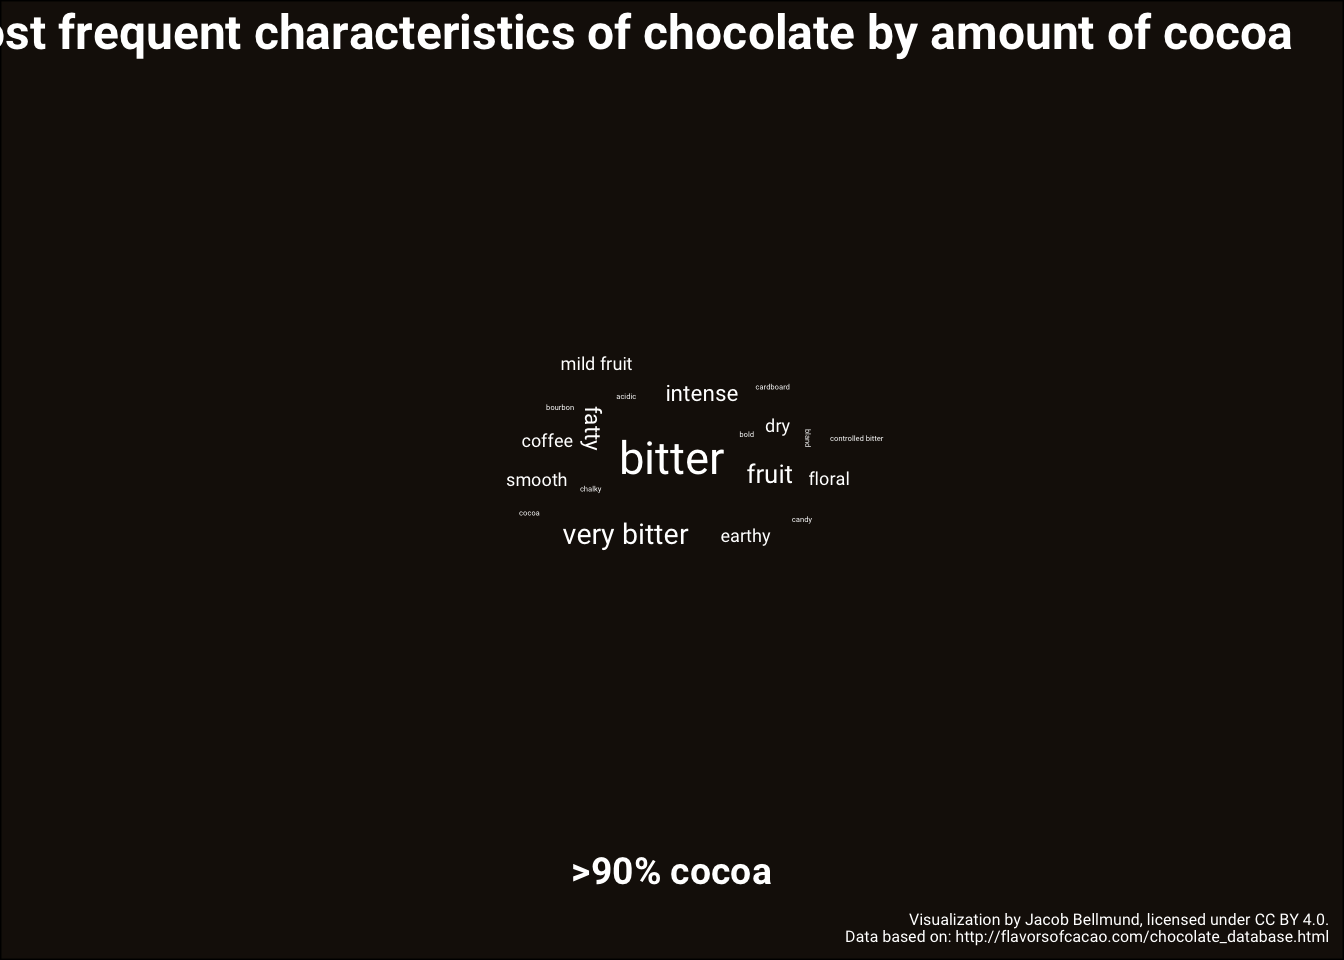 ost frequent characteristics of chocolate by amount of cocoa
mild fruit
cardboard
intense
acidic
bourbon
fatty
dry
bold
bland
controlled bitter
coffee
bitter
fruit
floral
smooth
chalky
cocoa
candy
very bitter
earthy
>90% cocoa
Visualization by Jacob Bellmund, licensed under CC BY 4.0.
Data based on: http://flavorsofcacao.com/chocolate_database.html